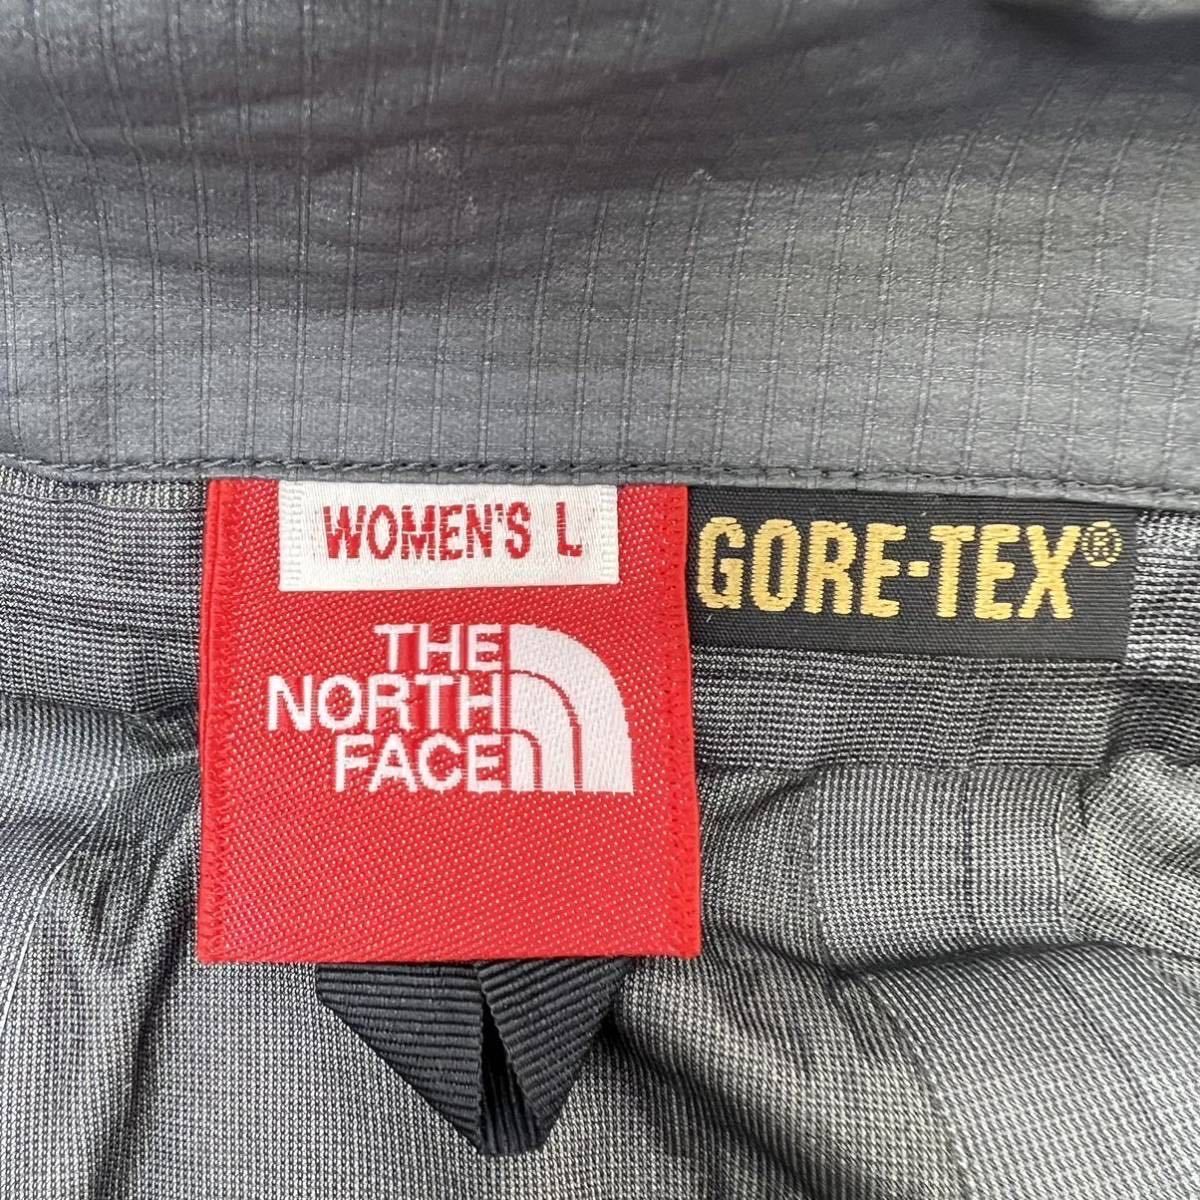 WOMEN'S L
THE
NORTH
FACE
GORE-TEX®